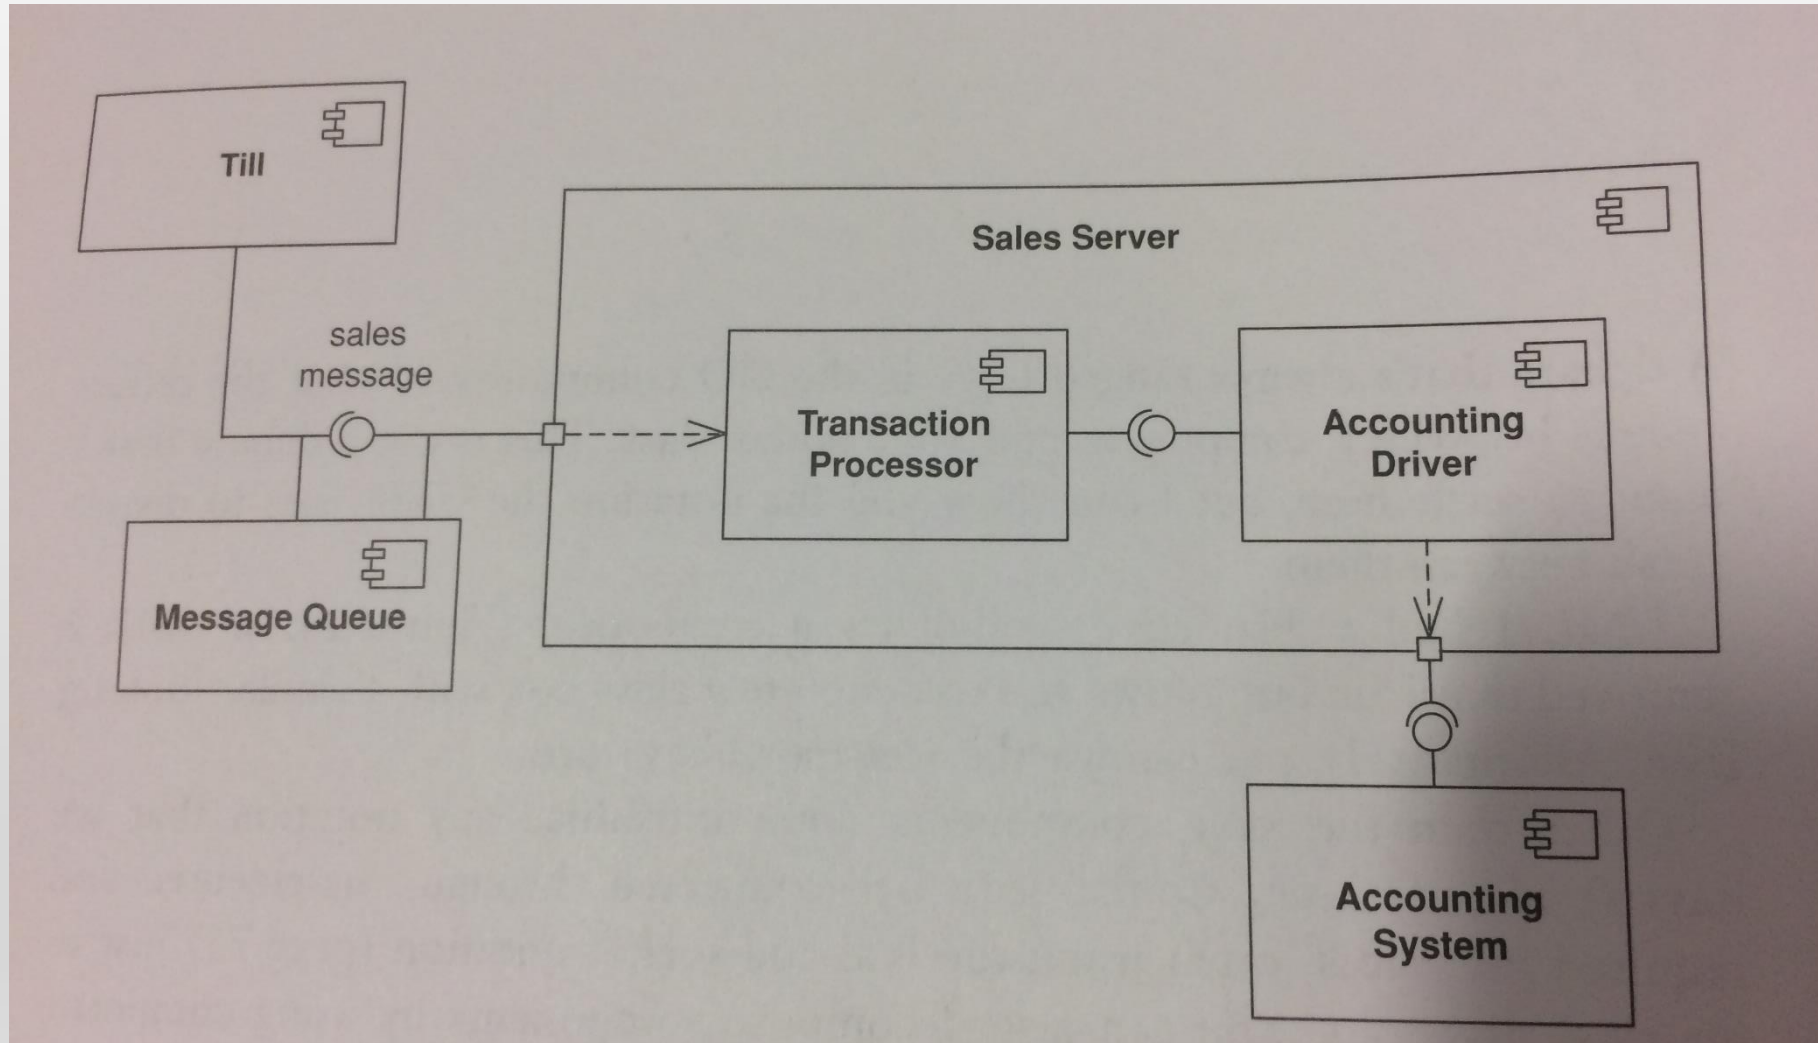 Till
Sales Server
sales
message
Transaction
Processor
Accounting
Driver
Message Queue
Accounting
System